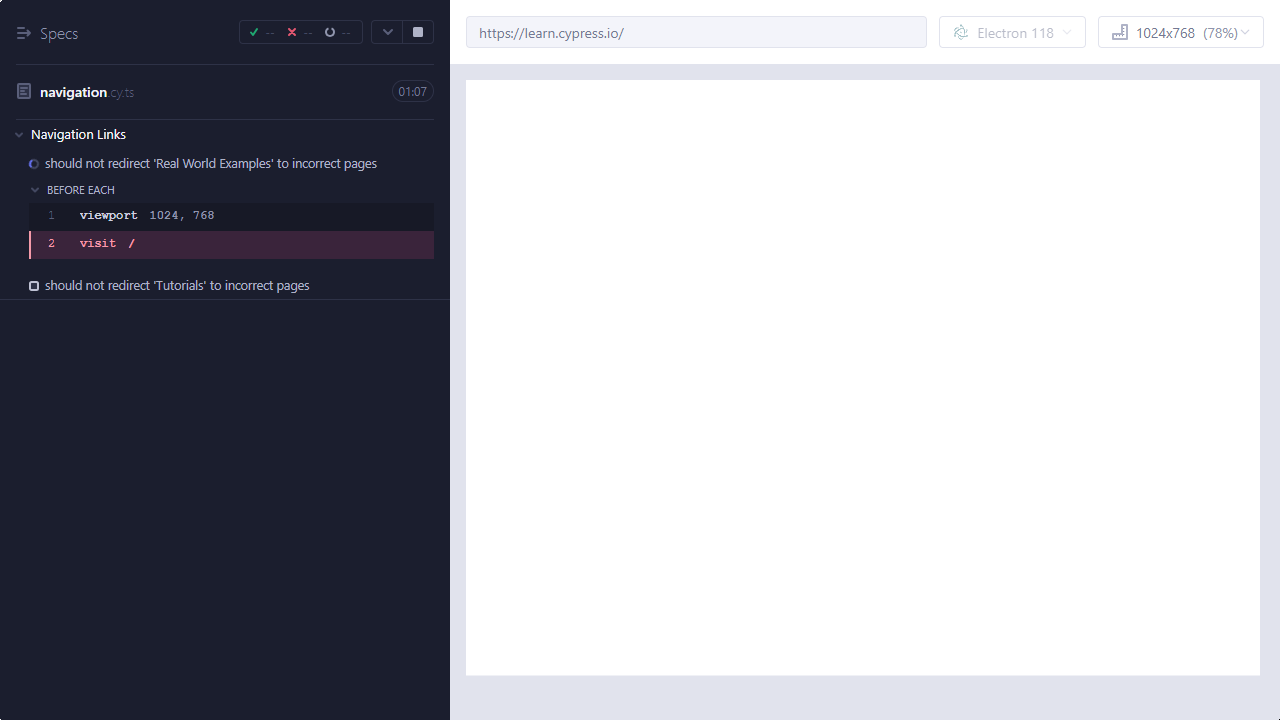 Specs
--
--
--
navigation.cy.ts
01:07
Navigation Links
should not redirect 'Real World Examples' to incorrect pages
BEFORE EACH
1 viewport 1024, 768
2 visit /
should not redirect 'Tutorials' to incorrect pages
https://learn.cypress.io/
Electron 118
1024x768 (78%)